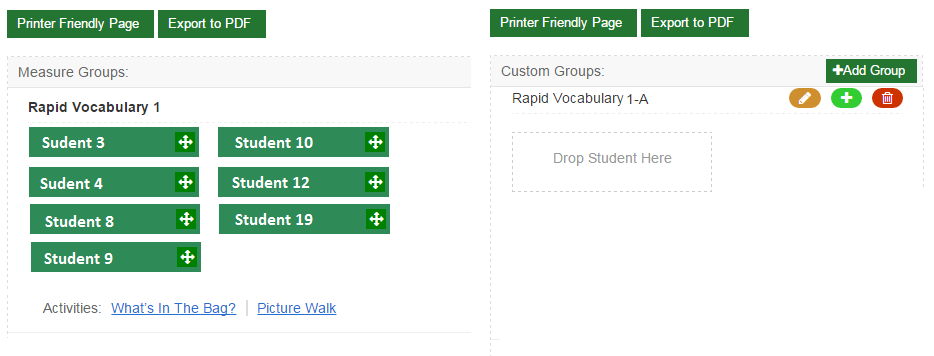 Printer Friendly Page Export to PDF
Measure Groups:
Rapid Vocabulary 1
Sudent 3 Student 10
Sudent 4 Student 12
Student 8 Student 19
Student 9
Activities: What's In The Bag? Picture Walk
Printer Friendly Page Export to PDF
Custom Groups: Add Group
Rapid Vocabulary 1-A
Drop Student Here